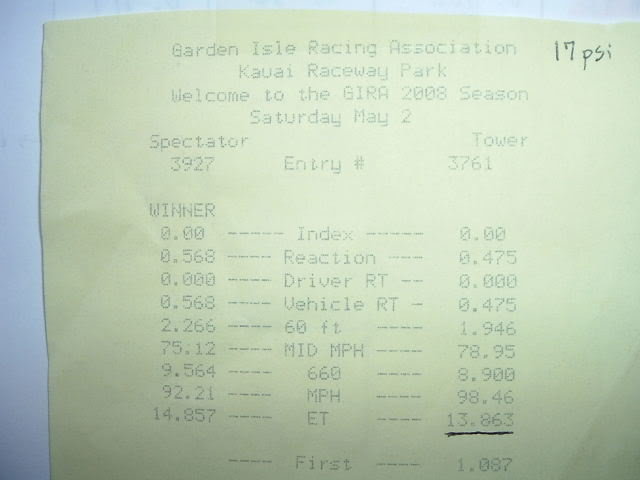 Garden Isle Racing Association 17 psi
Kauai Raceway Park
Welcome to the GIRA 2008 Season
Saturday May 2
Spectator Tower
3927 Entry # 3761
WINNER
0.00 ----- Index ----- 0.00
0.568 ---- Reaction --- 0.475
0.000 ---- Driver RT -- 0.000
0.568 ---- Vehicle RT - 0.475
2.266 ---- 60 ft ---- 1.946
75.12 ---- MID MPH ---- 78.95
9.564 ---- 660 ---- 8.900
92.21 ---- MPH ---- 98.46
14.857 ---- ET ---- 13.863
---- First ---- 1.087